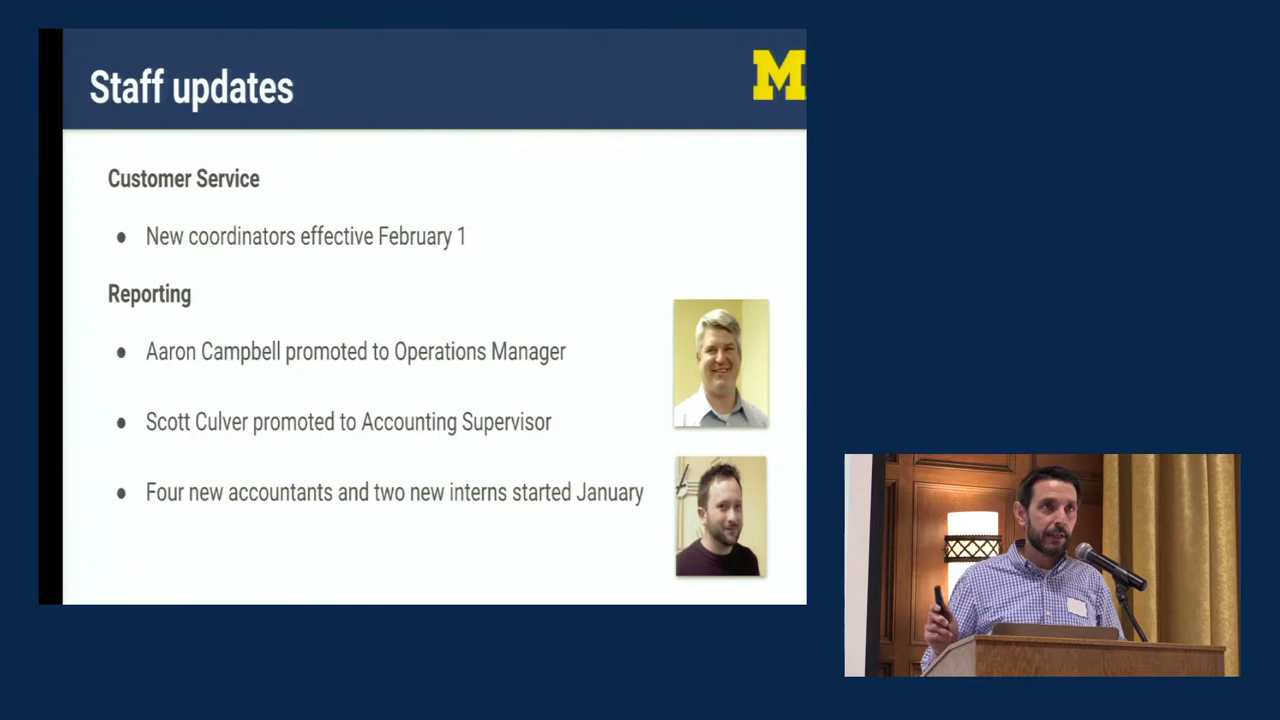 Staff updates
M
Customer Service
● New coordinators effective February 1
Reporting
● Aaron Campbell promoted to Operations Manager
● Scott Culver promoted to Accounting Supervisor
● Four new accountants and two new interns started January